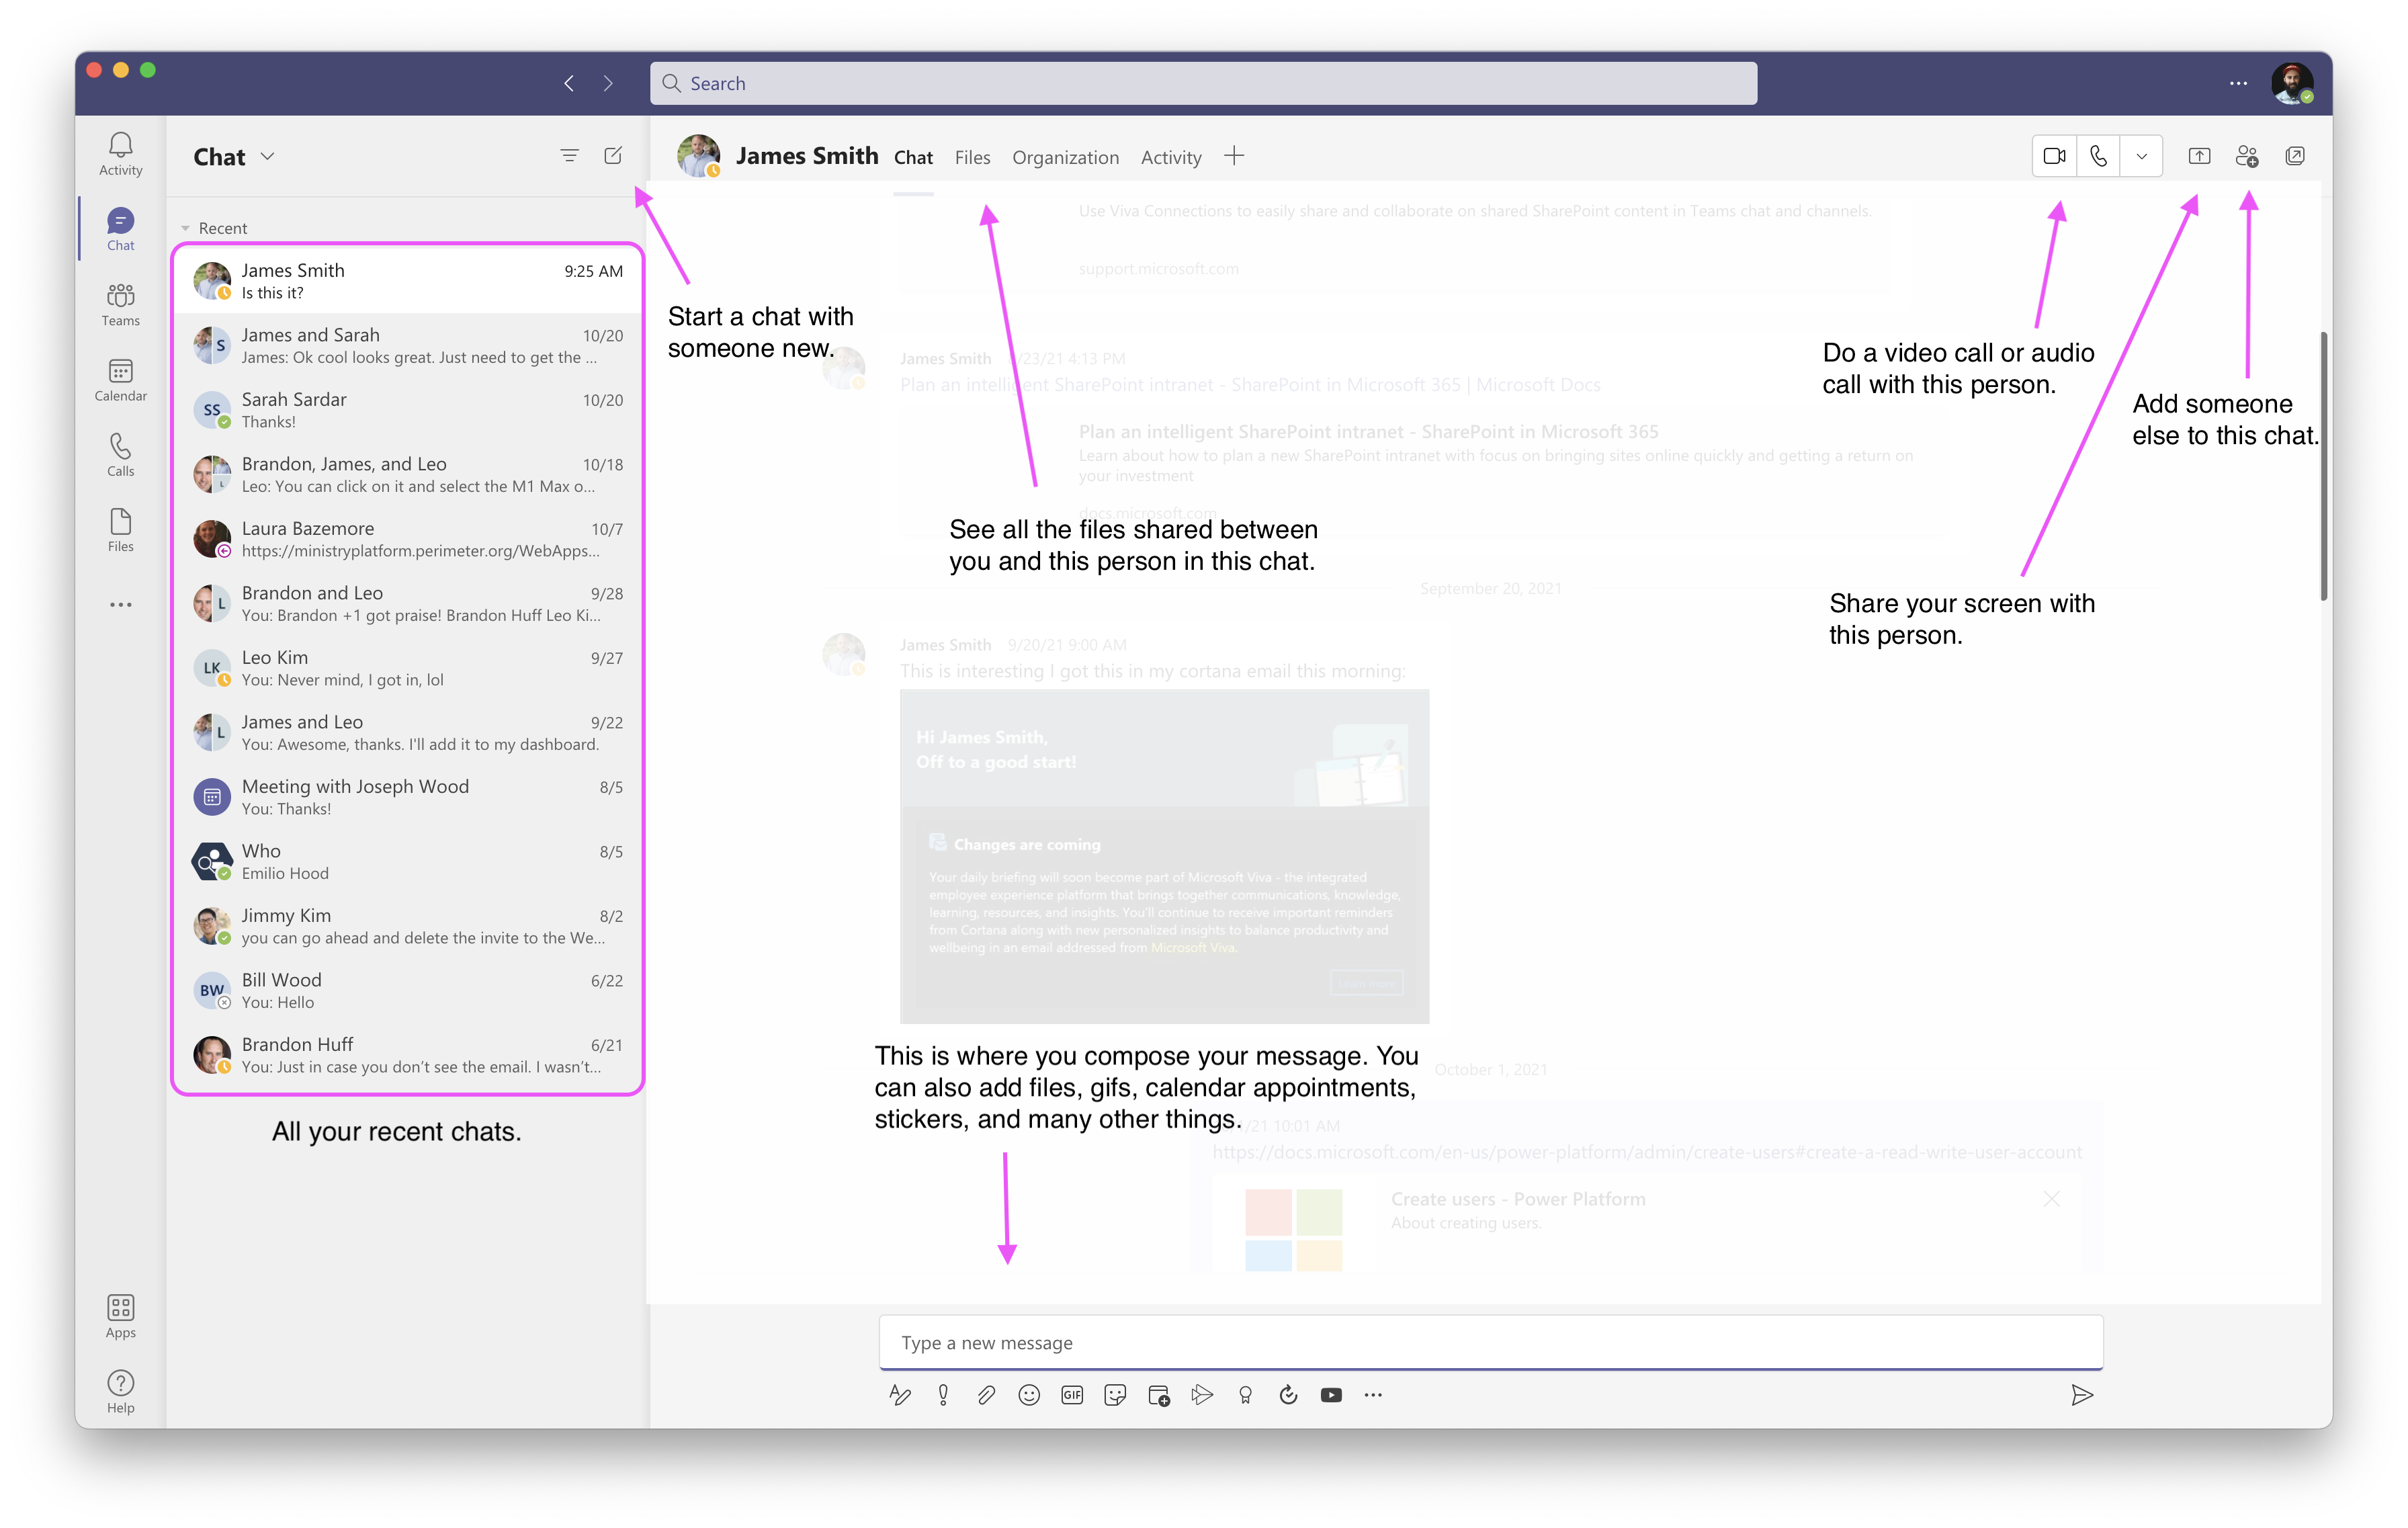 Search
Activity
Chat
Teams
Calendar
Calls
Files
Apps
Help
Chat
Recent
James Smith 9:25 AM
Is this it?
James and Sarah 10/20
James: Ok cool looks great. Just need to get the ...
Sarah Sardar 10/20
Thanks!
Brandon, James, and Leo 10/18
Leo: You can click on it and select the M1 Max o...
Laura Bazemore 10/7
https://ministryplatform.perimeter.org/WebApps...
Brandon and Leo 9/28
You: Brandon +1 got praise! Brandon Huff Leo Ki...
Leo Kim 9/27
You: Never mind, I got in, lol
James and Leo 9/22
You: Awesome, thanks. I'll add it to my dashboard.
Meeting with Joseph Wood 8/5
You: Thanks!
Who 8/5
Emilio Hood
Jimmy Kim 8/2
you can go ahead and delete the invite to the We...
Bill Wood 6/22
You: Hello
Brandon Huff 6/21
You: Just in case you don't see the email. I wasn't...
S
SS
L
L
LK
L
BW
All your recent chats.
James Smith Chat Files Organization Activity
Use Viva Connections to easily share and collaborate on shared SharePoint content in Teams chat and channels.
support.microsoft.com
Start a chat with
someone new.
James Smith /23/21 4:13 PM
Plan an intelligent SharePoint intranet - SharePoint in Microsoft 365 | Microsoft Docs
Plan an intelligent SharePoint intranet - SharePoint in Microsoft 365
Learn about how to plan a new SharePoint intranet with focus on bringing sites online quickly and getting a return on
your investment
docs.microsoft.com
See all the files shared between
you and this person in this chat.
Do a video call or audio
call with this person.
Add someone
else to this chat.
Share your screen with
this person.
September 20, 2021
James Smith 9/20/21 9:00 AM
This is interesting I got this in my cortana email this morning:
Hi James Smith,
Off to a good start!
Changes are coming
Your daily briefing will soon become part of Microsoft Viva - the integrated
employee experience platform that brings together communications, knowledge,
learning, resources, and insights. You'll continue to receive important reminders
from Cortana along with new personalized insights to balance productivity and
wellbeing in an email addressed from Microsoft Viva.
Learn more
This is where you compose your message. You
can also add files, gifs, calendar appointments,
stickers, and many other things.
October 1, 2021
/21 10:01 AM
https://docs.microsoft.com/en-us/power-platform/admin/create-users#create-a-read-write-user-account
Create users - Power Platform
About creating users.
Type a new message
GIF